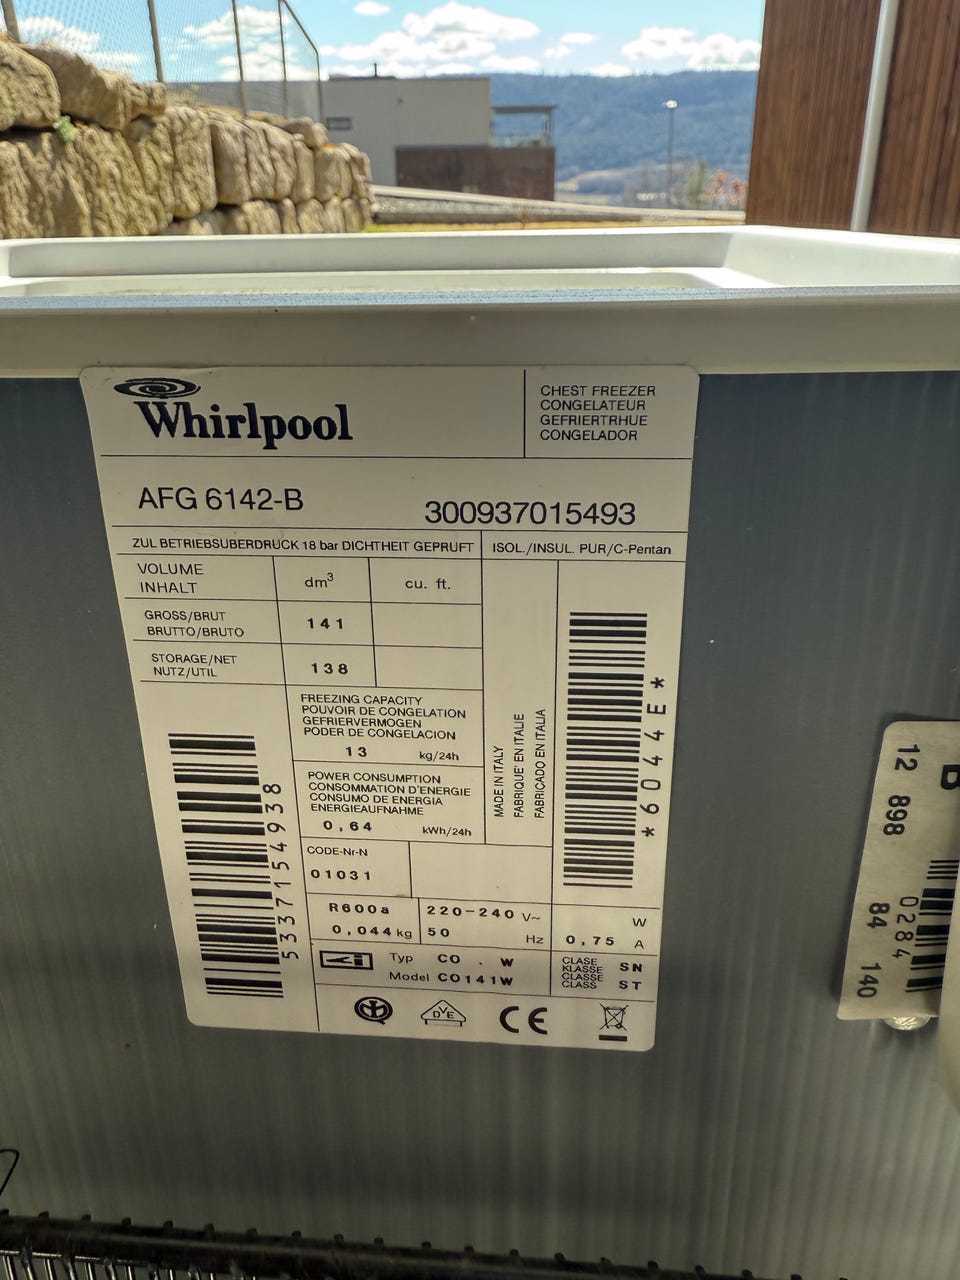 Whirlpool
CHEST FREEZER
CONGELATEUR
GEFRIERTRHUE
CONGELADOR
AFG 6142-B
300937015493
ZUL BETRIEBSUBERDRUCK 18 bar DICHTHEIT GEPRUFT
ISOL./INSUL. PUR/C-Pentan
VOLUME
INHALT
dm3
cu. ft.
GROSS/BRUT
BRUTTO/BRUTO
141
STORAGE/NET
NUTZ/UTIL
138
FREEZING CAPACITY
POUVOIR DE CONGELATION
GEFRIERVERMOGEN
PODER DE CONGELACION
13 kg/24h
POWER CONSUMPTION
CONSOMMATION D'ENERGIE
CONSUMO DE ENERGIA
ENERGIEAUFNAHME
0,64 kWh/24h
MADE IN ITALY
FABRIQUE' EN ITALIE
FABRICADO EN ITALIA
*6044E*
5337154938
CODE-Nr-N
01031
R600a
0,044 kg
220-240 V~
50 Hz
W
0,75 A
Typ CO . W
Model CO141W
CLASE
KLASSE
CLASSE
CLASS
SN
ST
DVE
CE
B
12 898 84 140
0284